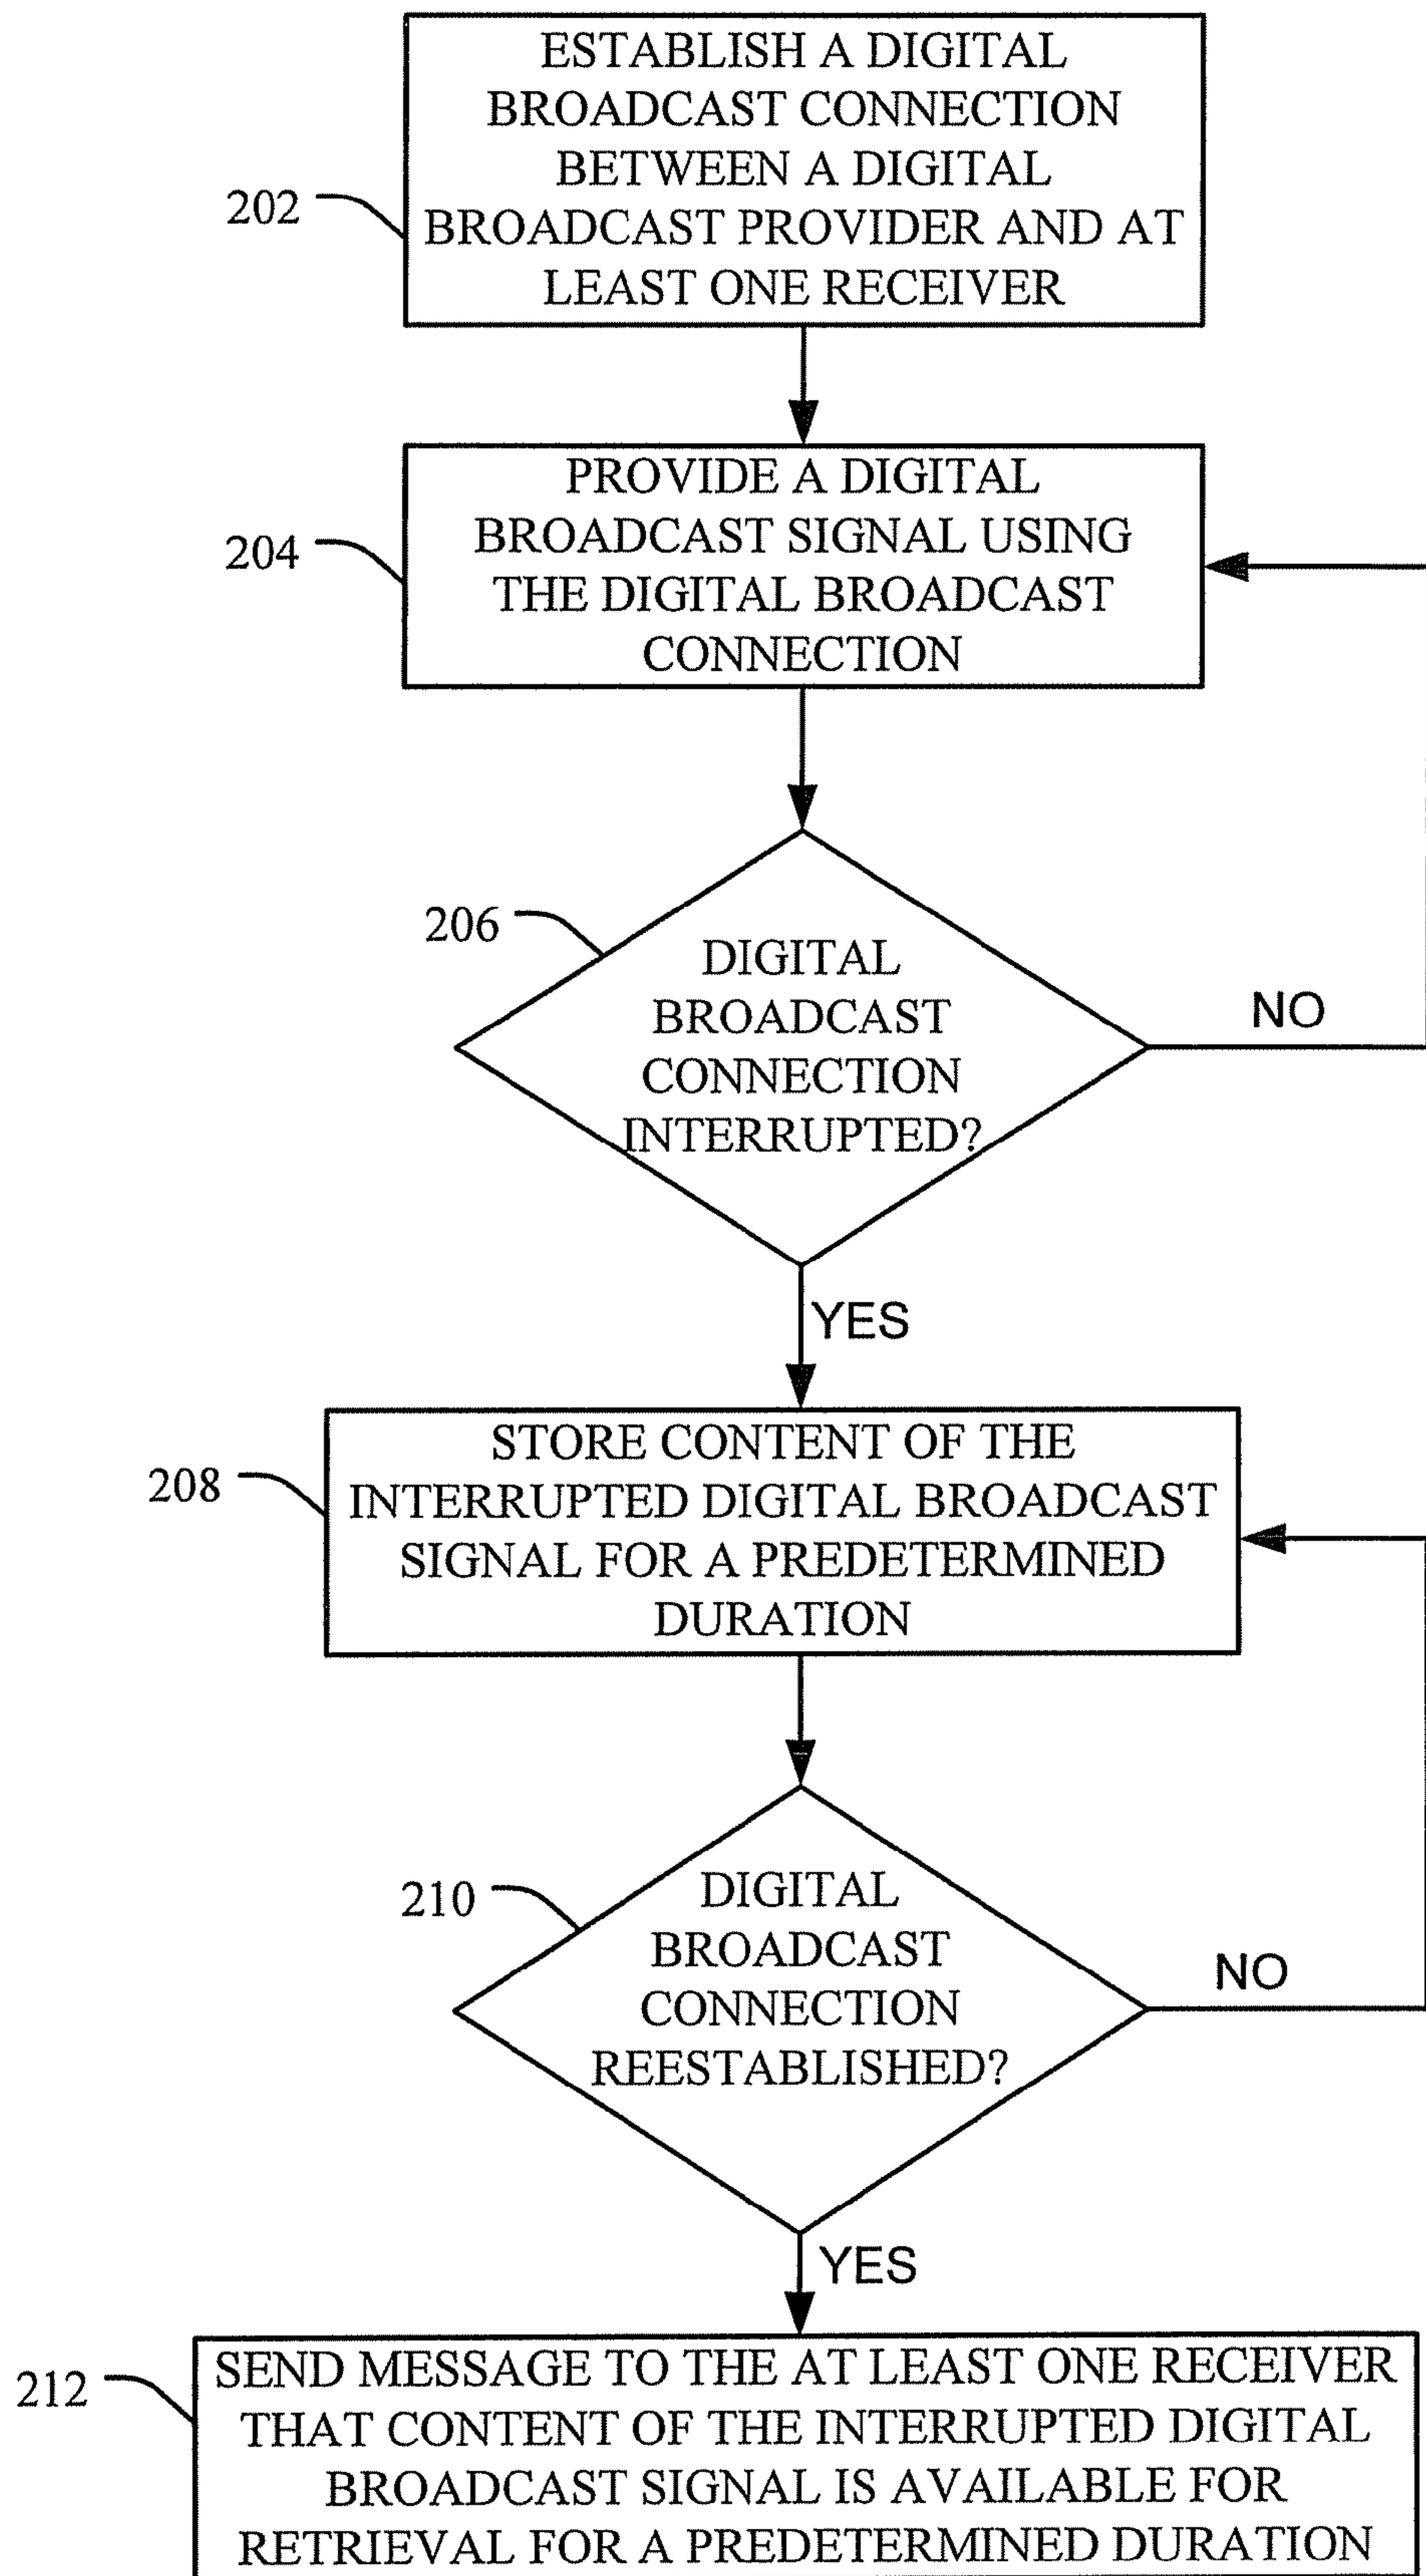 ESTABLISH A DIGITAL
BROADCAST CONNECTION
BETWEEN A DIGITAL
BROADCAST PROVIDER AND AT
LEAST ONE RECEIVER
202
PROVIDE A DIGITAL
BROADCAST SIGNAL USING
THE DIGITAL BROADCAST
CONNECTION
204
206
DIGITAL
BROADCAST
CONNECTION
INTERRUPTED?
NO
YES
STORE CONTENT OF THE
INTERRUPTED DIGITAL BROADCAST
SIGNAL FOR A PREDETERMINED
DURATION
208
210
DIGITAL
BROADCAST
CONNECTION
REESTABLISHED?
NO
YES
212
SEND MESSAGE TO THE AT LEAST ONE RECEIVER
THAT CONTENT OF THE INTERRUPTED DIGITAL
BROADCAST SIGNAL IS AVAILABLE FOR
RETRIEVAL FOR A PREDETERMINED DURATION